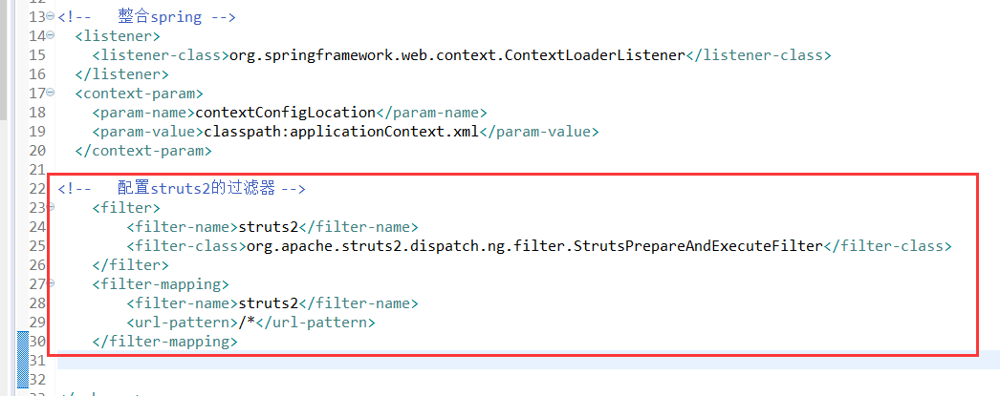 12
13 <!--   整合spring -->
14   <listener>
15     <listener-class>org.springframework.web.context.ContextLoaderListener</listener-class>
16   </listener>
17   <context-param>
18     <param-name>contextConfigLocation</param-name>
19     <param-value>classpath:applicationContext.xml</param-value>
20   </context-param>
21
22 <!--   配置struts2的过滤器 -->
23     <filter>
24         <filter-name>struts2</filter-name>
25         <filter-class>org.apache.struts2.dispatch.ng.filter.StrutsPrepareAndExecuteFilter</filter-class>
26     </filter>
27     <filter-mapping>
28         <filter-name>struts2</filter-name>
29         <url-pattern>/*</url-pattern>
30     </filter-mapping>
31
32
33